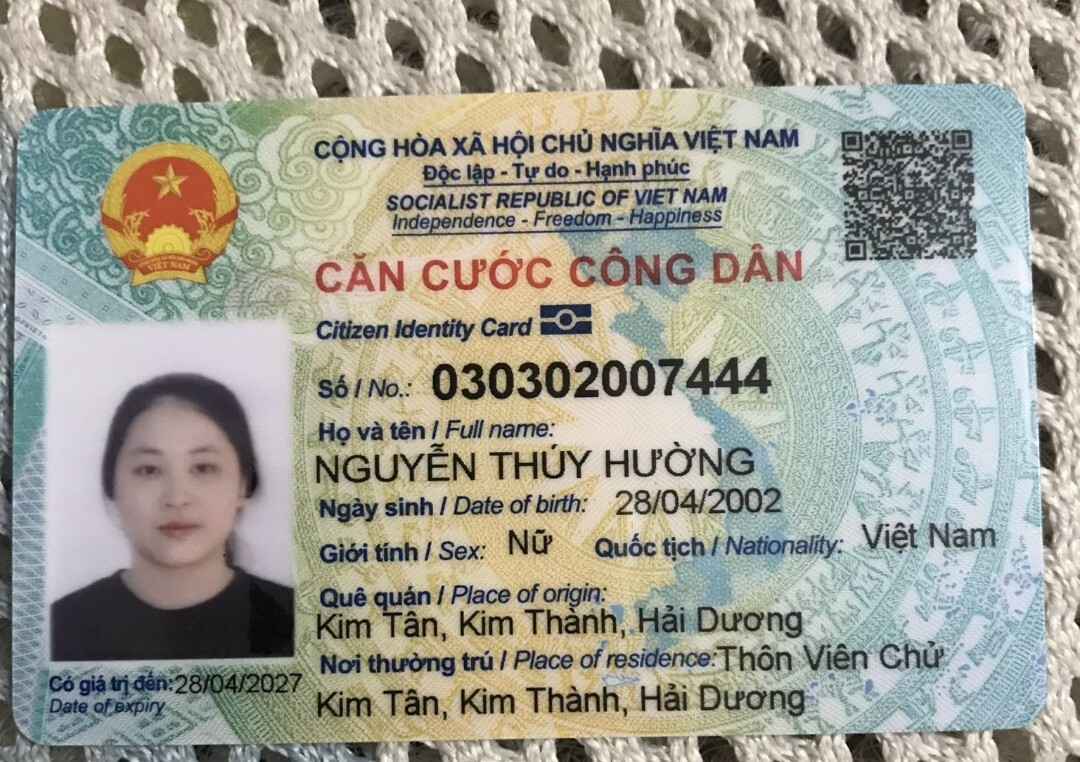 CỘNG HÒA XÃ HỘI CHỦ NGHĨA VIỆT NAM
Độc lập - Tự do - Hạnh phúc
SOCIALIST REPUBLIC OF VIET NAM
Independence - Freedom - Happiness
VIỆT NAM
CĂN CƯỚC CÔNG DÂN
Citizen Identity Card
Số / No.: 030302007444
Họ và tên / Full name:
NGUYỄN THÚY HƯỜNG
Ngày sinh / Date of birth: 28/04/2002
Giới tính / Sex: Nữ Quốc tịch / Nationality: Việt Nam
Quê quán / Place of origin:
Kim Tân, Kim Thành, Hải Dương
Nơi thường trú / Place of residence: Thôn Viên Chử
Kim Tân, Kim Thành, Hải Dương
Có giá trị đến: 28/04/2027
Date of expiry